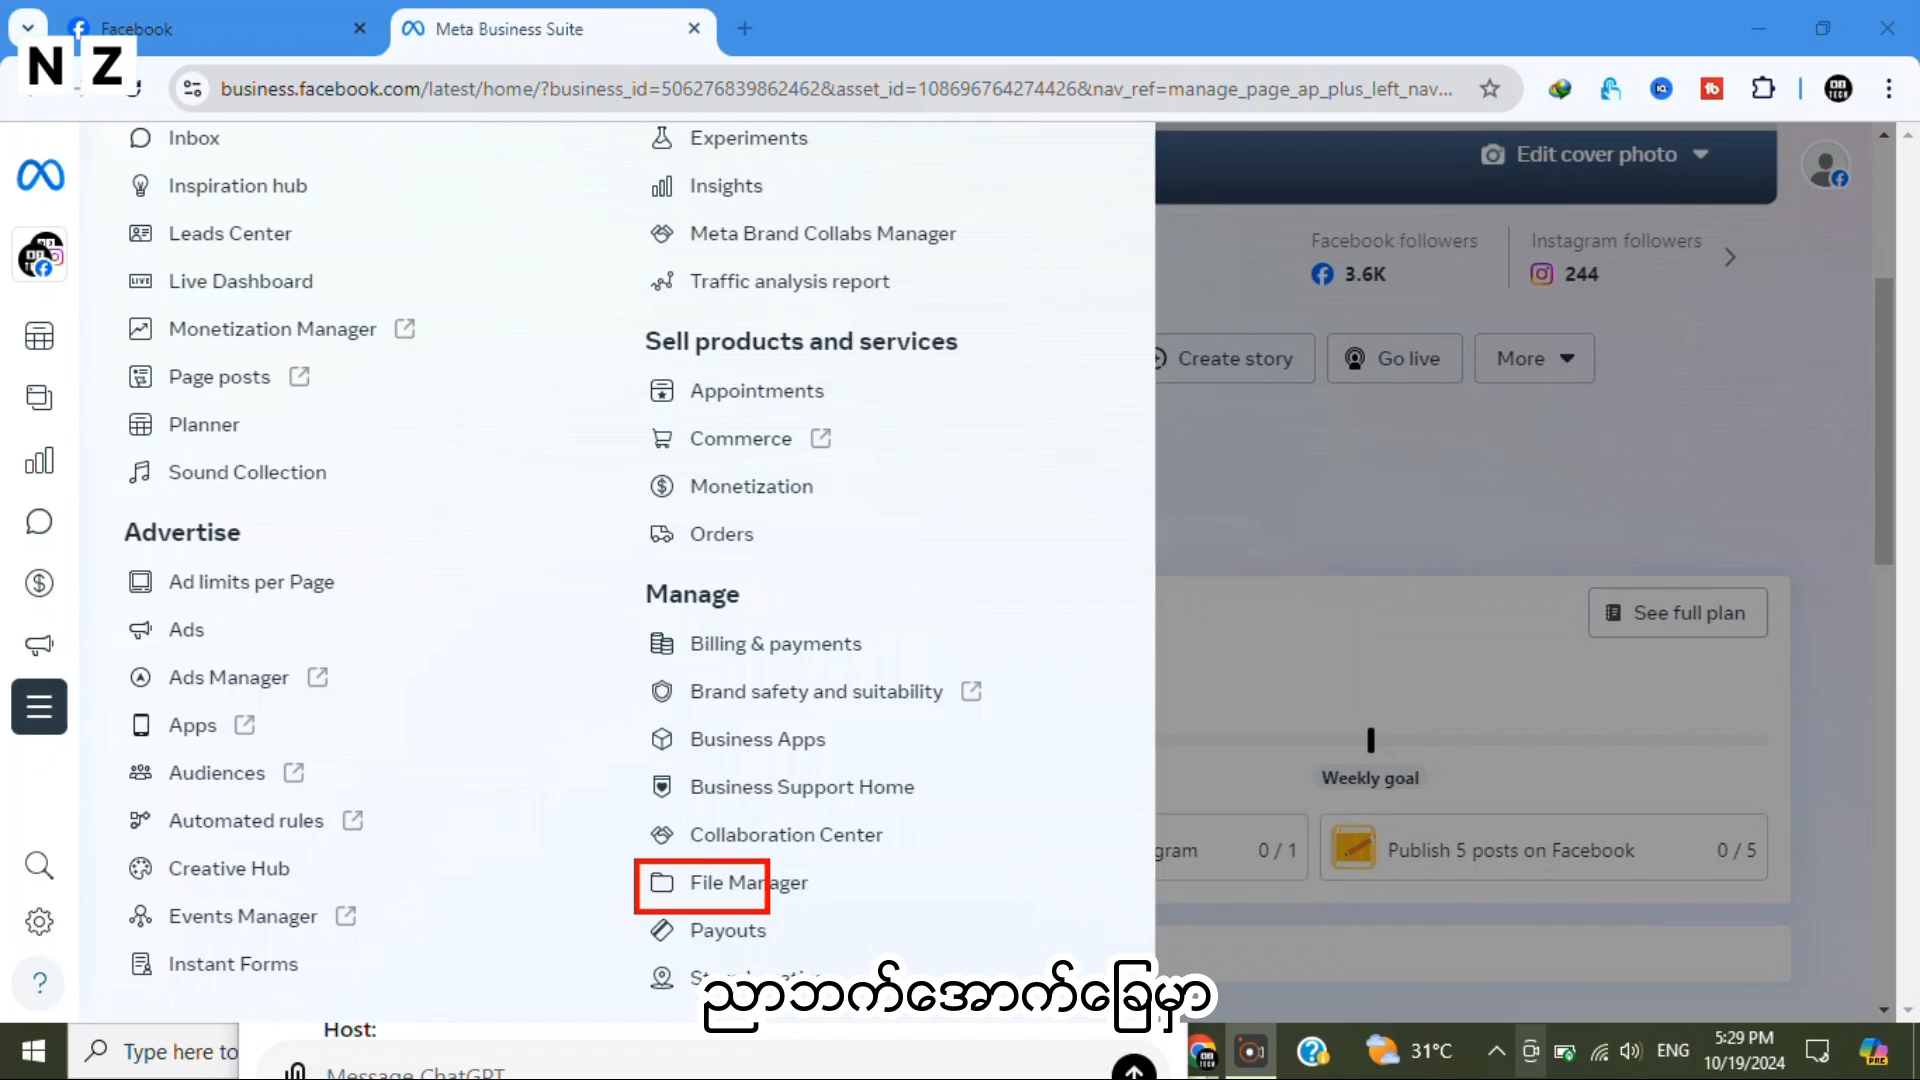 Facebook
Meta Business Suite
N Z
business.facebook.com/latest/home/?business_id=506276839862462&asset_id=108696764274426&nav_ref=manage_page_ap_plus_left_nav...
Inbox
Inspiration hub
Leads Center
Live Dashboard
Monetization Manager
Page posts
Planner
Sound Collection
Advertise
Ad limits per Page
Ads
Ads Manager
Apps
Audiences
Automated rules
Creative Hub
Events Manager
Instant Forms
Experiments
Insights
Meta Brand Collabs Manager
Traffic analysis report
Sell products and services
Appointments
Commerce
Monetization
Orders
Manage
Billing & payments
Brand safety and suitability
Business Apps
Business Support Home
Collaboration Center
File Manager
Payouts
Edit cover photo
Facebook followers
3.6K
Instagram followers
244
Create story
Go live
More
See full plan
Weekly goal
gram 0 / 1
Publish 5 posts on Facebook 0 / 5
ညာဘက်အောက်ခြေမှာ
Host:
Type here to
Message ChatGPT
31°C
ENG
5:29 PM
10/19/2024